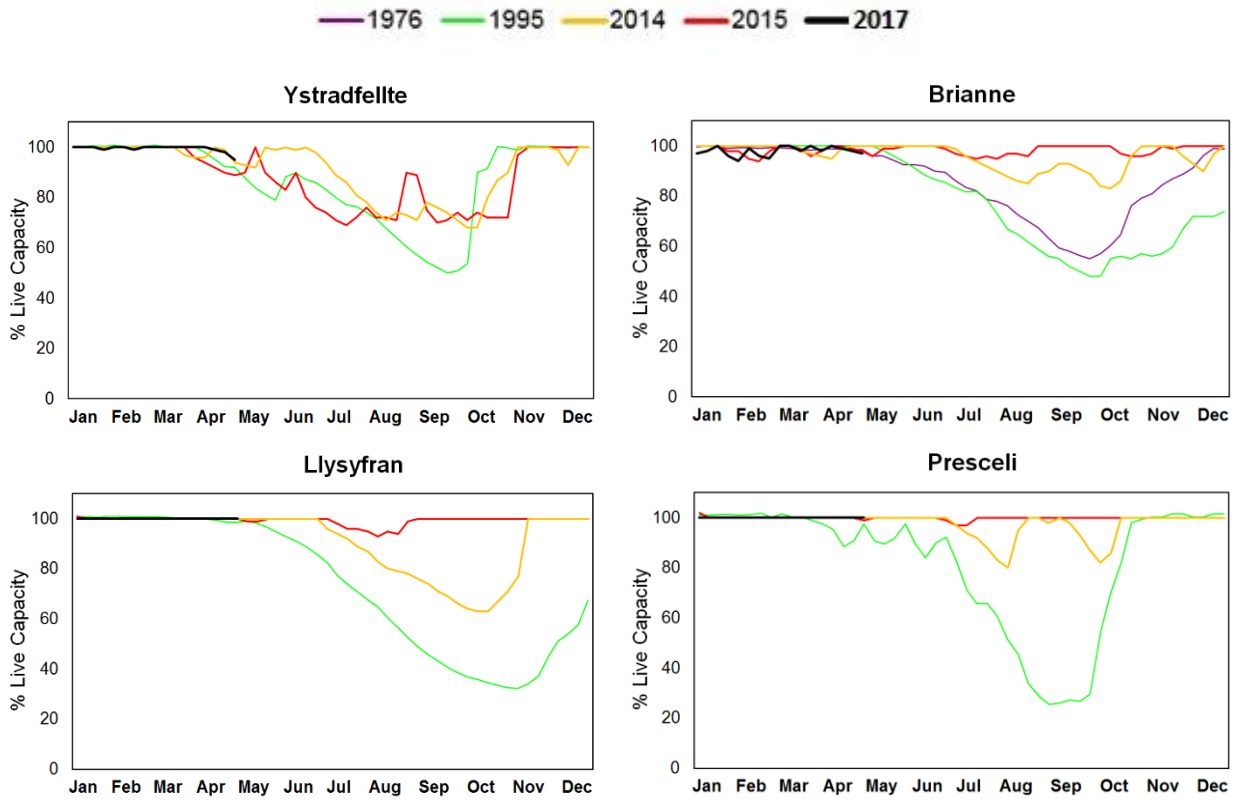 1976 1995 2014 2015 2017
Ystradfellte
% Live Capacity
100
80
60
40
20
0
Jan Feb Mar Apr May Jun Jul Aug Sep Oct Nov Dec
Brianne
% Live Capacity
100
80
60
40
20
0
Jan Feb Mar Apr May Jun Jul Aug Sep Oct Nov Dec
Llysyfran
% Live Capacity
100
80
60
40
20
0
Jan Feb Mar Apr May Jun Jul Aug Sep Oct Nov Dec
Presceli
% Live Capacity
100
80
60
40
20
0
Jan Feb Mar Apr May Jun Jul Aug Sep Oct Nov Dec